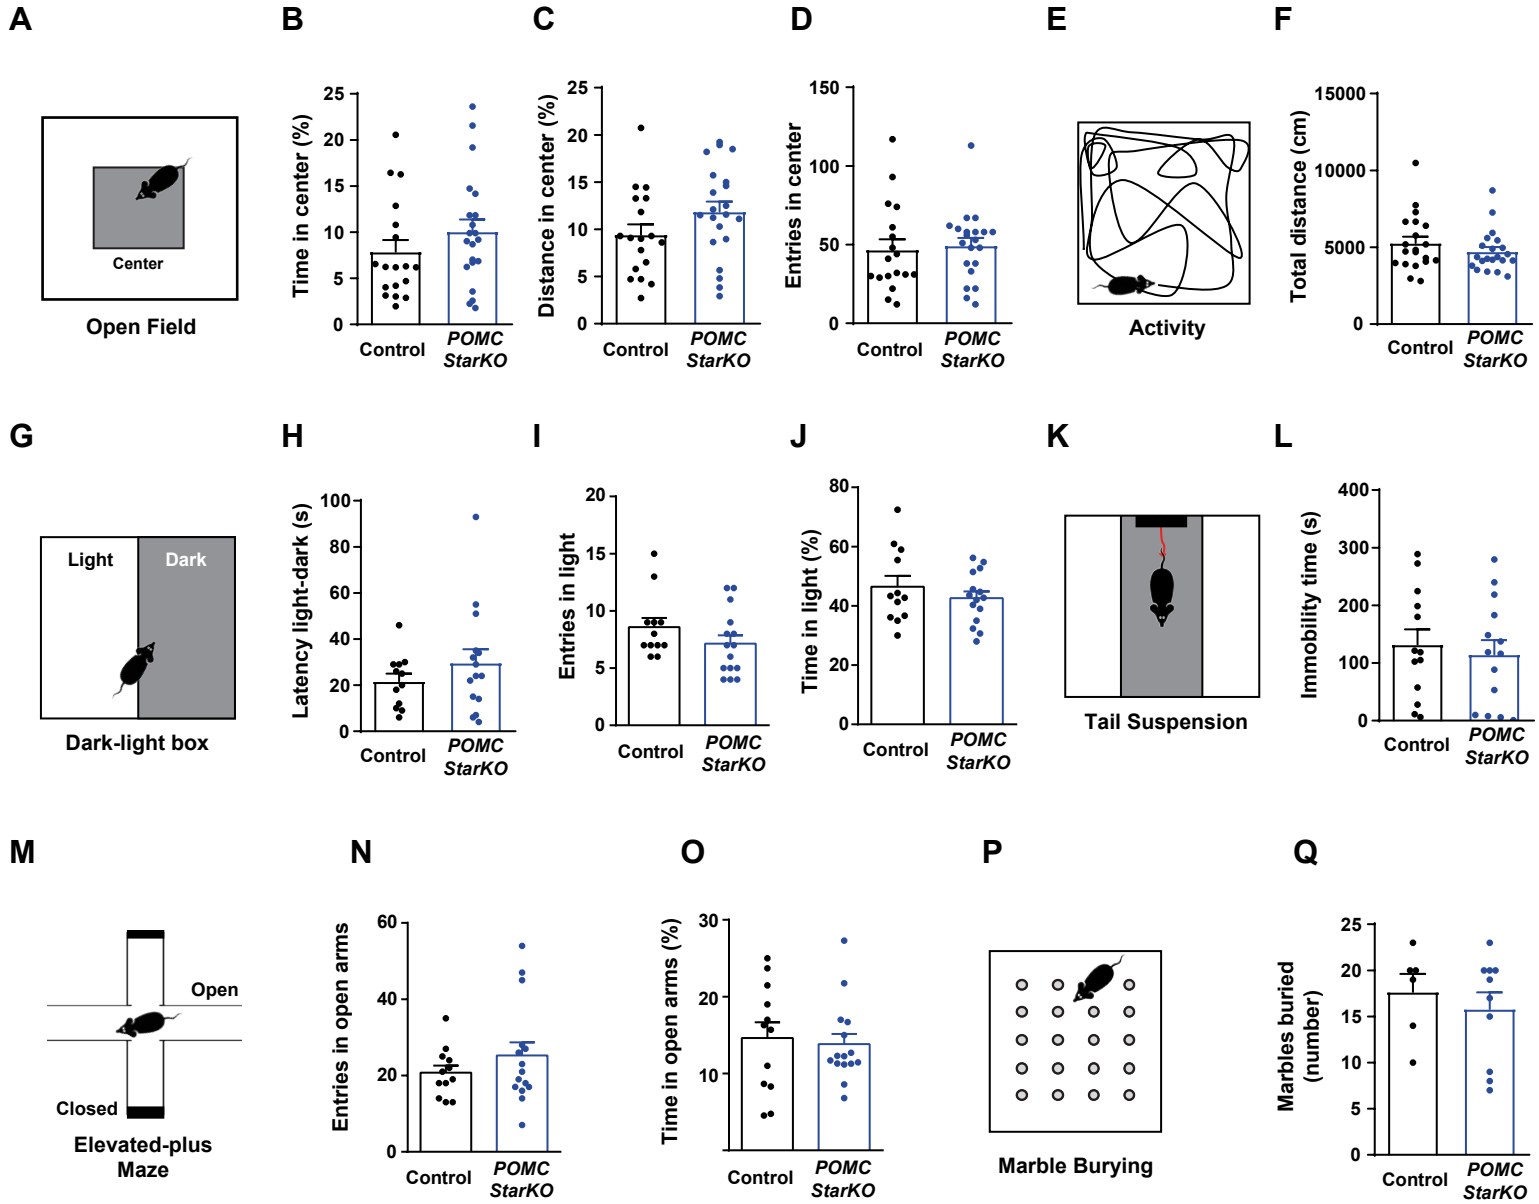 A
B
C
D
E
F
Center
Open Field
Time in center (%)
25
20
15
10
5
0
Control
POMC
StarKO
Distance in center (%)
25
20
15
10
5
0
Control
POMC
StarKO
Entries in center
150
100
50
0
Control
POMC
StarKO
Activity
Total distance (cm)
15000
10000
5000
0
Control
POMC
StarKO
G
H
I
J
K
L
Light
Dark
Dark-light box
Latency light-dark (s)
100
80
60
40
20
0
Control
POMC
StarKO
Entries in light
20
15
10
5
0
Control
POMC
StarKO
Time in light (%)
80
60
40
20
0
Control
POMC
StarKO
Tail Suspension
Immobility time (s)
400
300
200
100
0
Control
POMC
StarKO
M
N
O
P
Q
Open
Closed
Elevated-plus
Maze
Entries in open arms
60
40
20
0
Control
POMC
StarKO
Time in open arms (%)
30
20
10
Control
POMC
StarKO
Marble Burying
Marbles buried
(number)
25
20
15
10
5
0
Control
POMC
StarKO